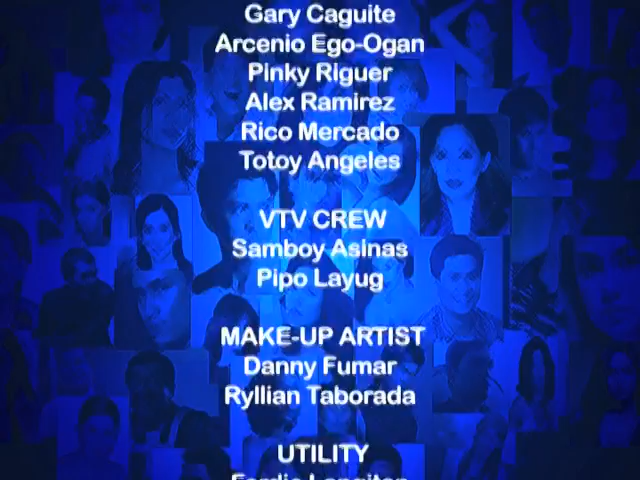 Gary Caguite
Arcenio Ego-Ogan
Pinky Riguer
Alex Ramirez
Rico Mercado
Totoy Angeles
VTV CREW
Samboy Asinas
Pipo Layug
MAKE-UP ARTIST
Danny Fumar
Ryllian Taborada
UTILITY